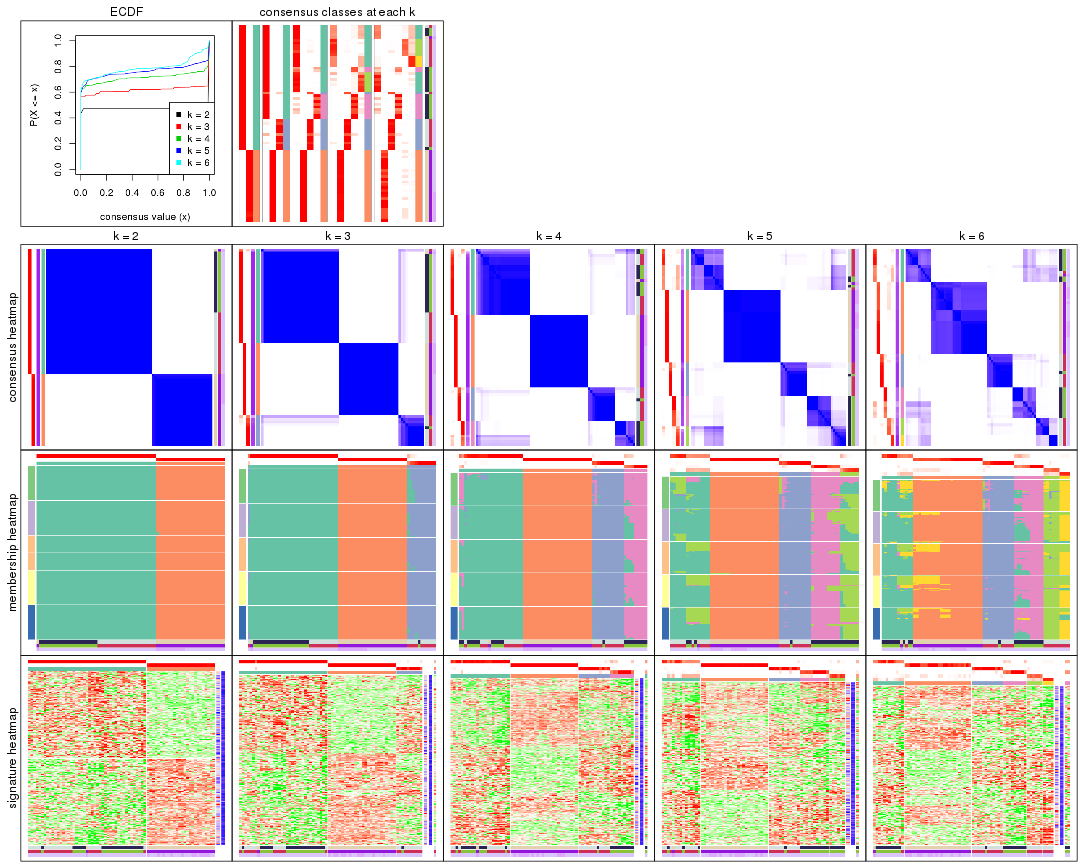 ECDF
consensus classes at each k
P(X <= x)
0.0 0.2 0.4 0.6 0.8 1.0
k = 2
k = 3
k = 4
k = 5
k = 6
0.0 0.2 0.4 0.6 0.8 1.0
consensus value (x)
k = 2 k = 3 k = 4 k = 5 k = 6
consensus heatmap
membership heatmap
signature heatmap